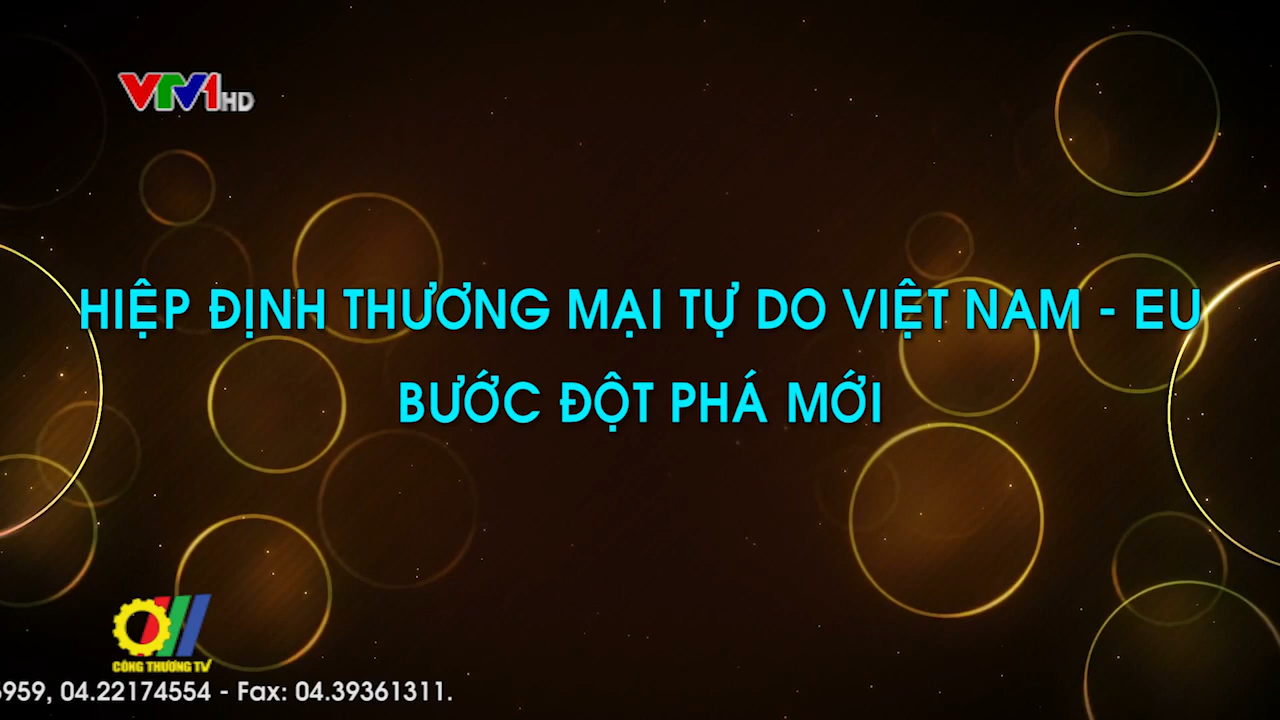 VTV1 HD
HIỆP ĐỊNH THƯƠNG MẠI TỰ DO VIỆT NAM - EU
BƯỚC ĐỘT PHÁ MỚI
CÔNG THƯƠNG TV
5959, 04.22174554 - Fax: 04.39361311.